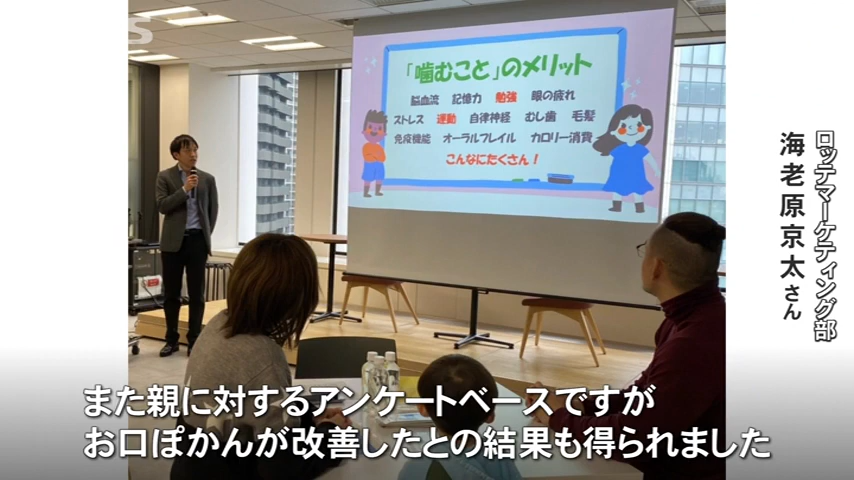 「噛むこと」のメリット
脳血流 記憶力 勉強 眼の疲れ
ストレス 運動 自律神経 むし歯 毛髪
免疫機能 オーラルフレイル カロリー消費
こんなにたくさん！
ロッテマーケティング部
海老原京太さん
また親に対するアンケートベースですが
お口ぽかんが改善したとの結果も得られました